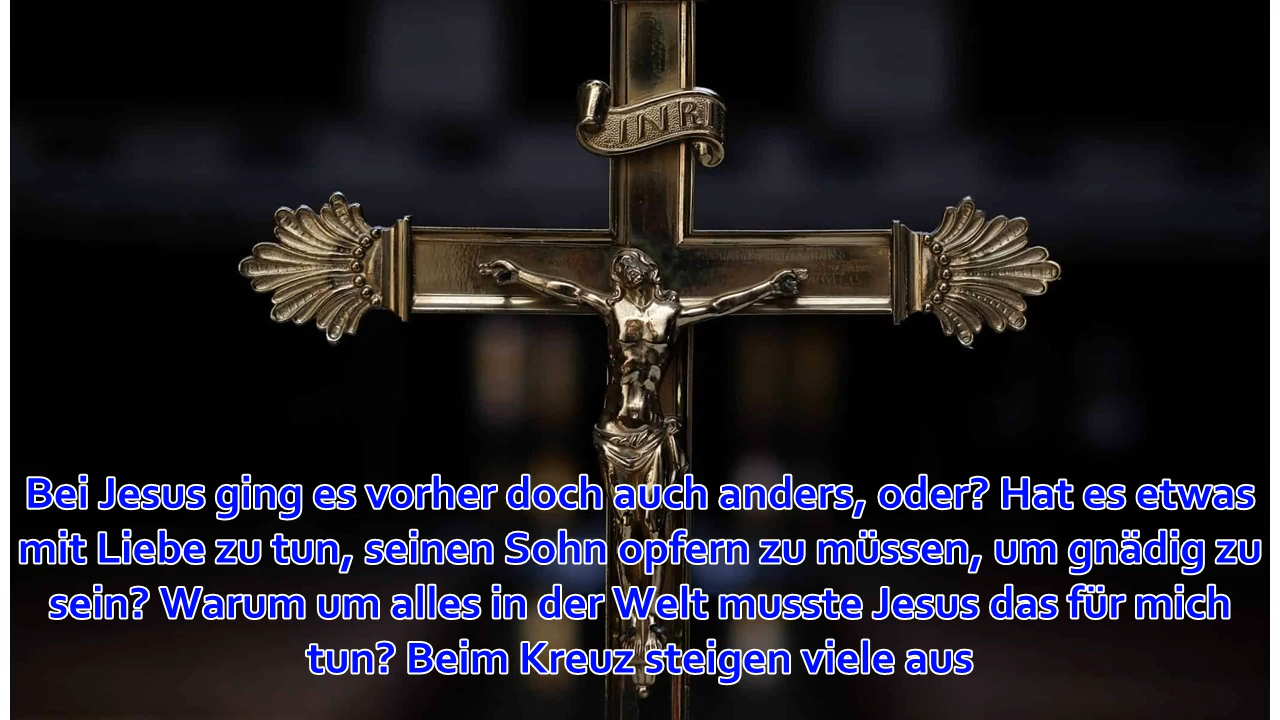 INRI
Bei Jesus ging es vorher doch auch anders, oder? Hat es etwas
mit Liebe zu tun, seinen Sohn opfern zu müssen, um gnädig zu
sein? Warum um alles in der Welt musste Jesus das für mich
tun? Beim Kreuz steigen viele aus